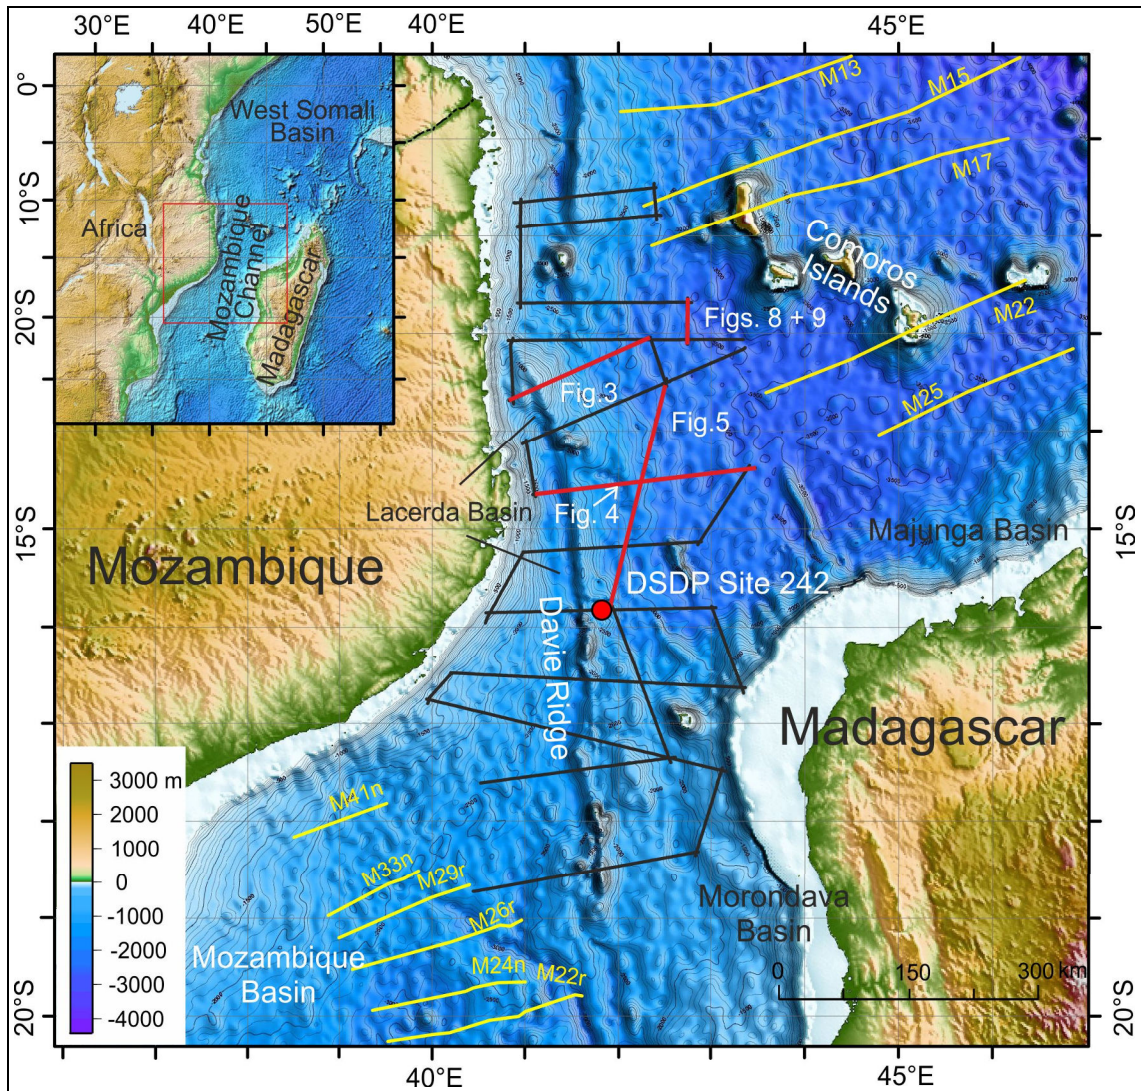 30°E 40°E 50°E 40°E 45°E
0°
10°S
20°S
West Somali
Basin
Africa
Mozambique
Channel
Madagascar
M13
M15
M17
Comoros
Islands
M22
M25
Figs. 8 + 9
Fig.3
Fig.5
Lacerda Basin
Fig. 4
15°S
15°S
Majunga Basin
Mozambique
DSDP Site 242
Davie Ridge
Madagascar
3000 m
2000
1000
0
-1000
-2000
-3000
-4000
M41n
M33n
M29r
M26r
M24n
M22r
Mozambique
Basin
Morondava
Basin
0 150 300 km
20°S
20°S
40°E 45°E